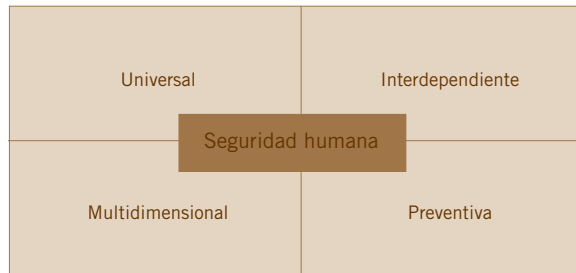 Universal
Interdependiente
Seguridad humana
Multidimensional
Preventiva